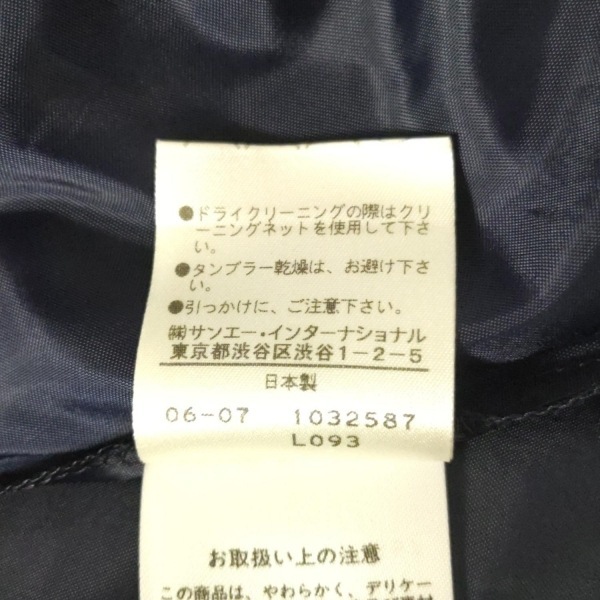 ●ドライクリーニングの際はクリ
ーニングネットを使用して下さ
い。
●タンブラー乾燥は、お避け下さ
い。
●引っかけに、ご注意下さい。
㈱サンエー・インターナショナル
東京都渋谷区渋谷1-2-5
日本製
06-07 1032587
L093
お取扱い上の注意
この商品は、やわらかく、デリケー